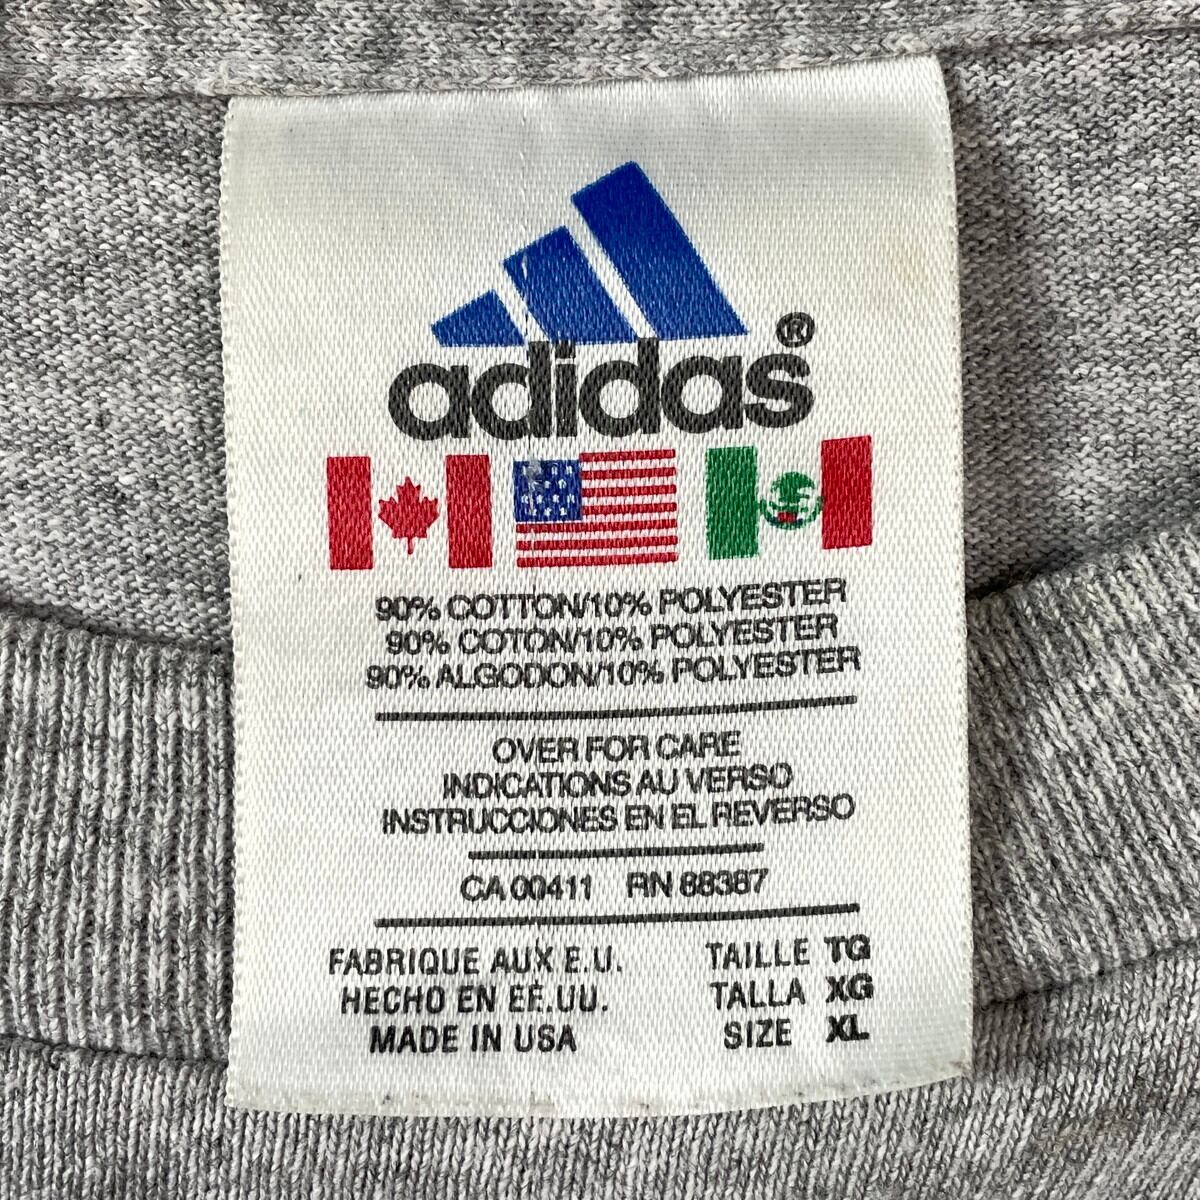 adidas®
90% COTTON/10% POLYESTER
90% COTON/10% POLYESTER
90% ALGODON/10% POLYESTER
OVER FOR CARE
INDICATIONS AU VERSO
INSTRUCCIONES EN EL REVERSO
CA 00411 RN 88387
FABRIQUE AUX E.U. TAILLE TG
HECHO EN EE.UU. TALLA XG
MADE IN USA SIZE XL